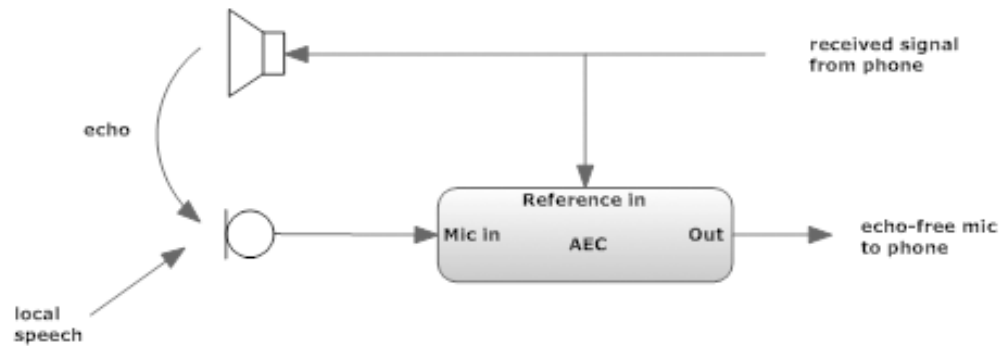 received signal
from phone
echo
Reference in
Mic in
AEC
Out
echo-free mic
to phone
local
speech